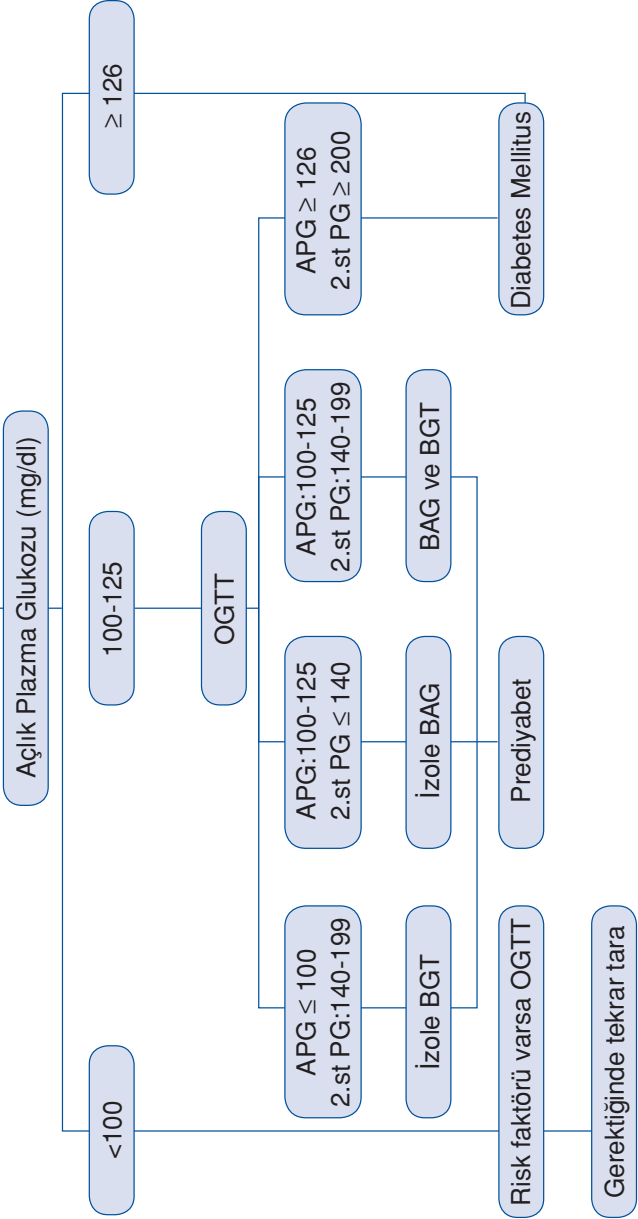 Açlık Plazma Glukozu (mg/dl)
<100
100-125
≥ 126
OGTT
APG ≤ 100
2.st PG:140-199
APG:100-125
2.st PG ≤ 140
APG:100-125
2.st PG:140-199
APG ≥ 126
2.st PG ≥ 200
İzole BGT
İzole BAG
BAG ve BGT
Risk faktörü varsa OGTT
Prediyabet
Diabetes Mellitus
Gerektiğinde tekrar tara